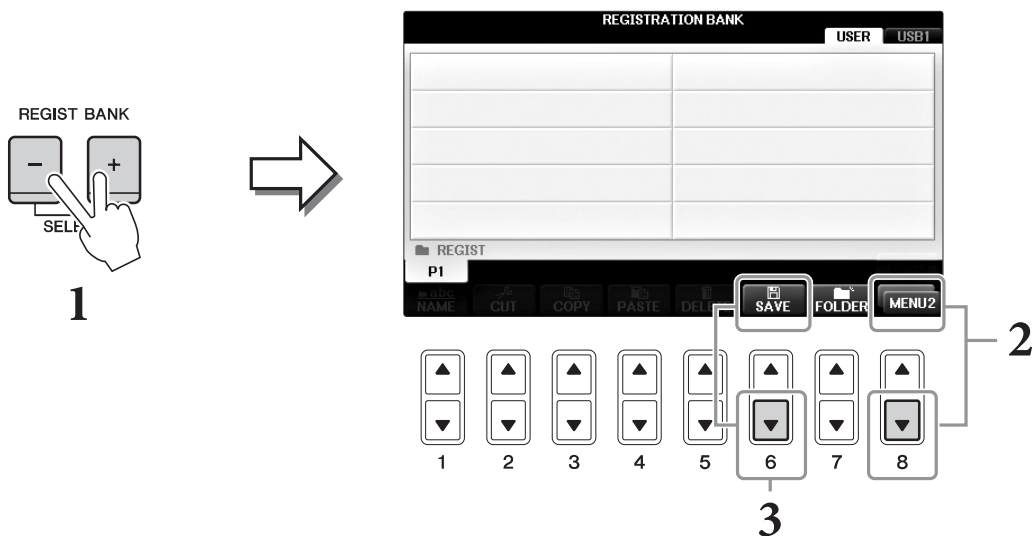 REGISTRATION BANK
USER USB1
REGIST BANK
- +
1
REGIST
P1
abc
NAME CUT COPY PASTE SAVE FOLDER MENU2
2
1 2 3 4 5 6 7 8
3